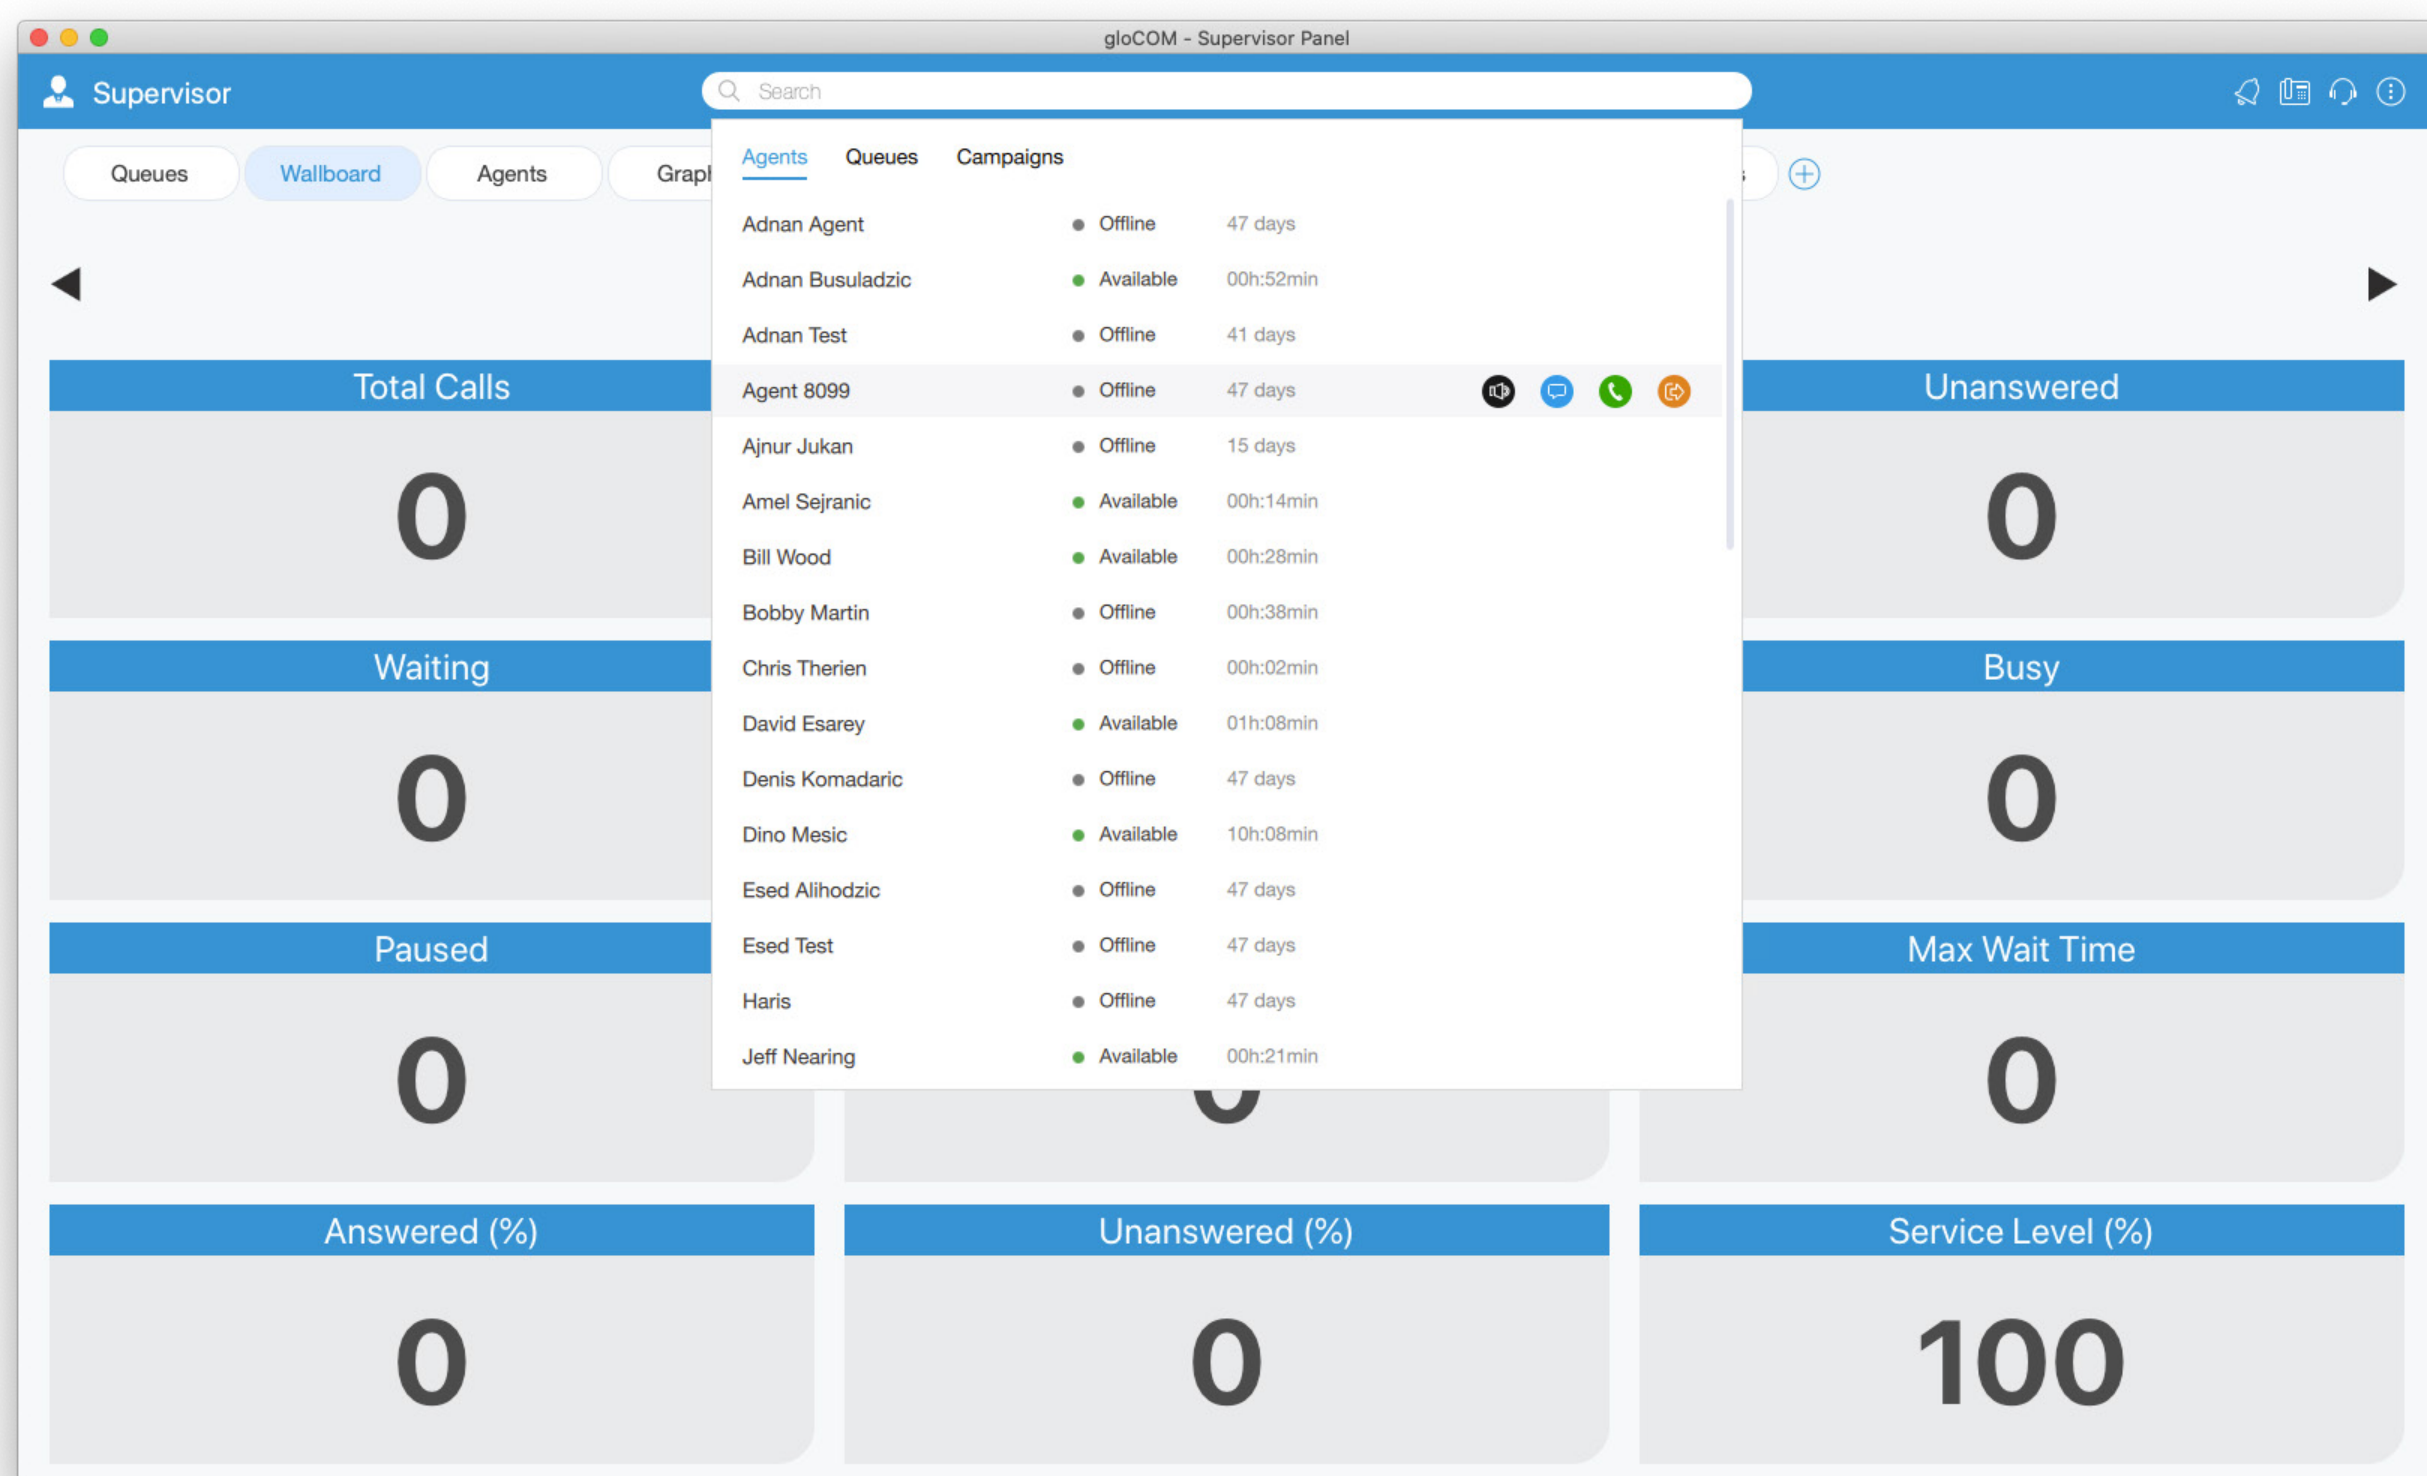 gloCOM - Supervisor Panel
Supervisor
Search
Queues
Wallboard
Agents
Agents
Queues
Campaigns
Adnan Agent Offline 47 days
Adnan Busuladzic Available 00h:52min
Adnan Test Offline 41 days
Agent 8099 Offline 47 days
Ajnur Jukan Offline 15 days
Amel Sejranic Available 00h:14min
Bill Wood Available 00h:28min
Bobby Martin Offline 00h:38min
Chris Therien Offline 00h:02min
David Esarey Available 01h:08min
Denis Komadaric Offline 47 days
Dino Mesic Available 10h:08min
Esed Alihodzic Offline 47 days
Esed Test Offline 47 days
Haris Offline 47 days
Jeff Nearing Available 00h:21min
Total Calls
0
Unanswered
0
Waiting
0
Busy
0
Paused
0
0
Max Wait Time
0
Answered (%)
0
Unanswered (%)
0
Service Level (%)
100